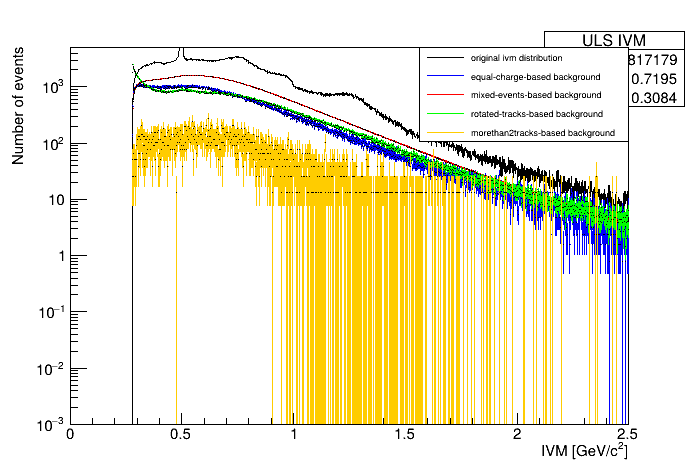 ULS IVM
817179
0.7195
0.3084
original ivm distribution
equal-charge-based background
mixed-events-based background
rotated-tracks-based background
morethan2tracks-based background
Number of events
10³
10²
10
1
10⁻¹
10⁻²
10⁻³
0 0.5 1 1.5 2 2.5
IVM [GeV/c²]